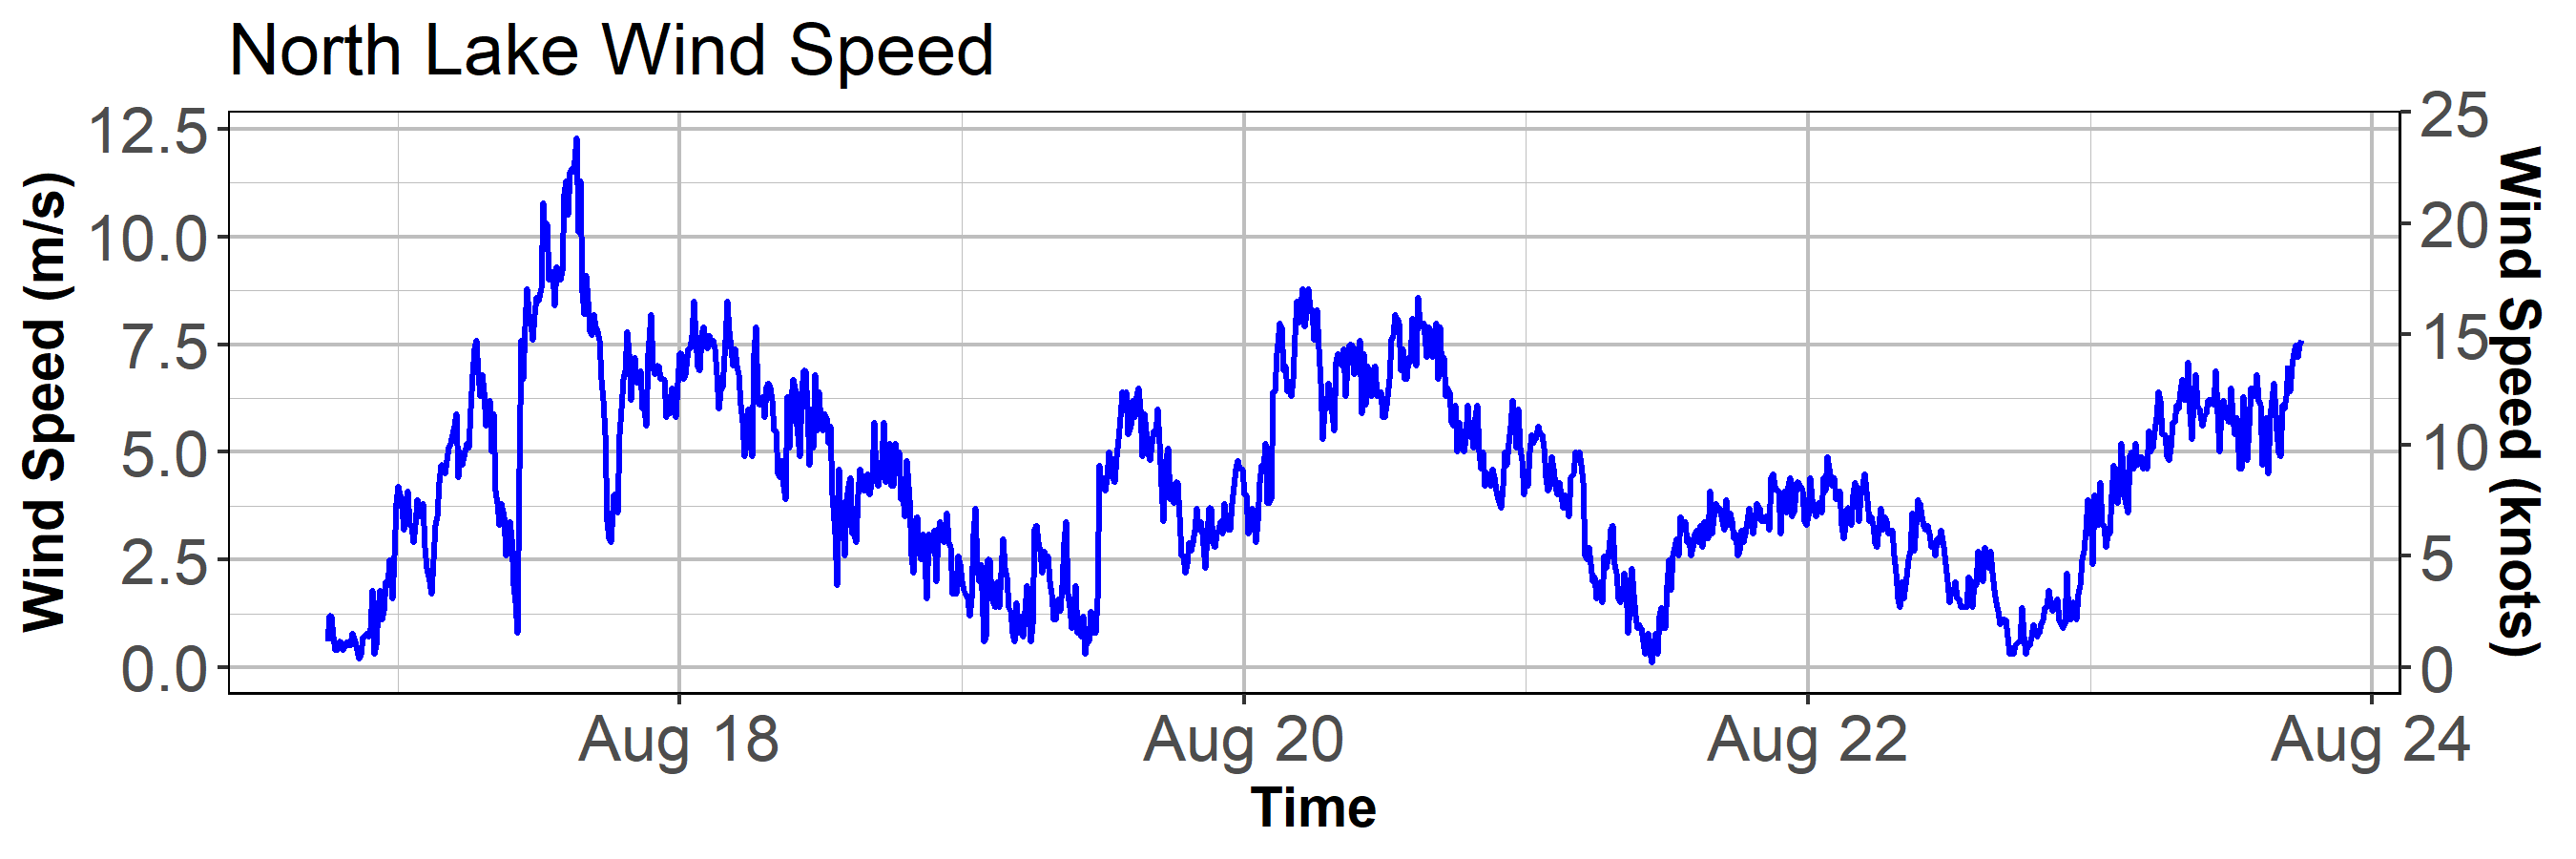 North Lake Wind Speed
Wind Speed (m/s)
12.5
10.0
7.5
5.0
2.5
0.0
25
20
15
10
5
0
Wind Speed (knots)
Aug 18
Aug 20
Aug 22
Aug 24
Time